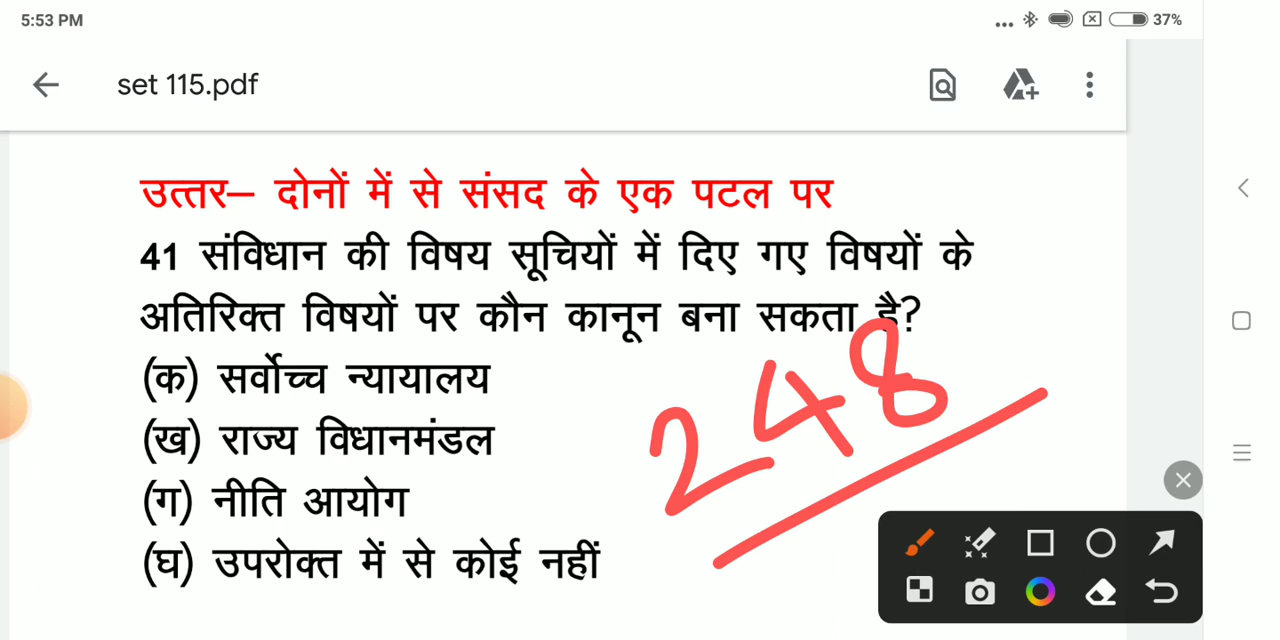 5:53 PM
37%
set 115.pdf
उत्तर– दोनों में से संसद के एक पटल पर
41 संविधान की विषय सूचियों में दिए गए विषयों के
अतिरिक्त विषयों पर कौन कानून बना सकता है?
(क) सर्वोच्च न्यायालय
(ख) राज्य विधानमंडल
(ग) नीति आयोग
(घ) उपरोक्त में से कोई नहीं
248